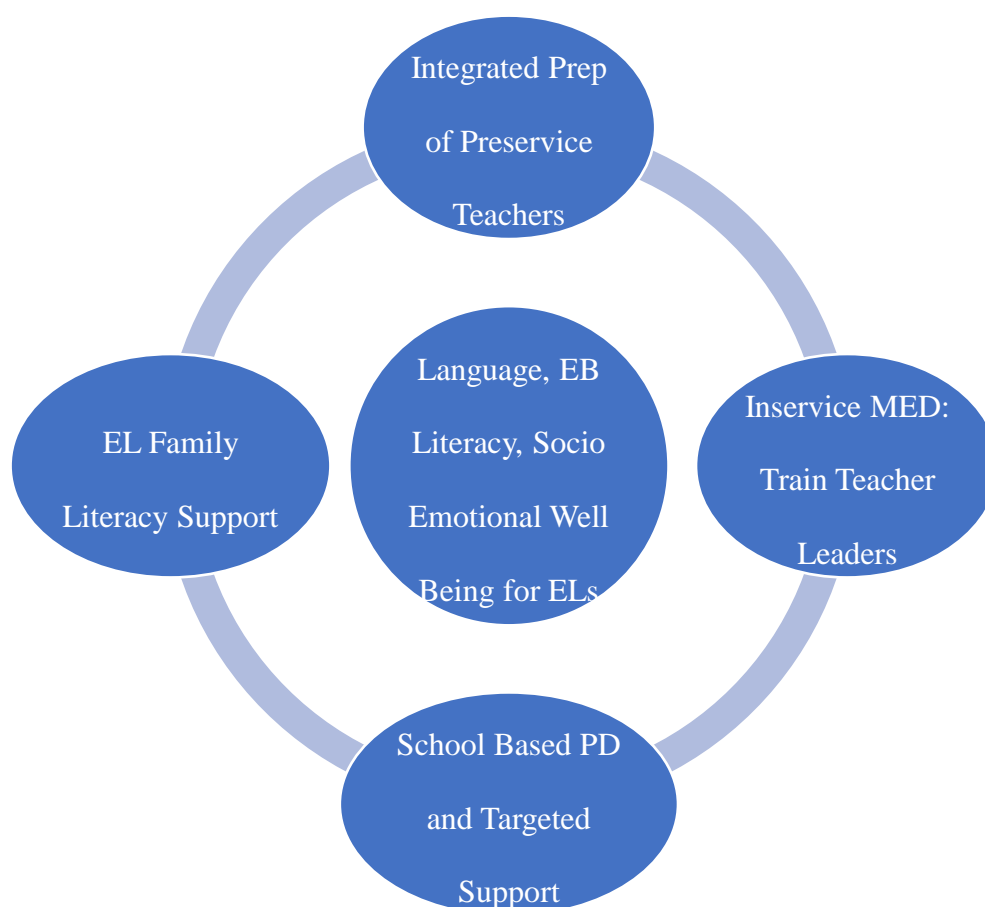 Integrated Prep
of Preservice
Teachers
Language, EB
Literacy, Socio
Emotional Well
Being for ELs
EL Family
Literacy Support
Inservice MED:
Train Teacher
Leaders
School Based PD
and Targeted
Support